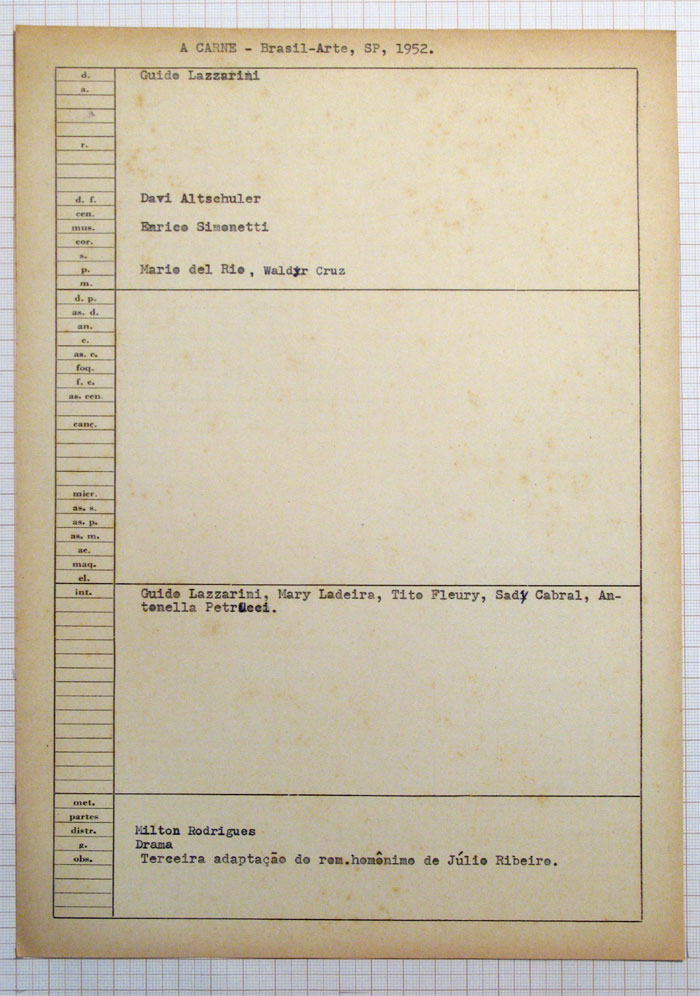 A CARNE - Brasil-Arte, SP, 1952.
d. Guido Lazzarini
a.
r.
d. f. Davi Altschuler
cen.
mus. Enrico Simonetti
cor.
s.
p. Mario del Rio, Waldyr Cruz
m.
d. p.
as. d.
an.
c.
as. c.
foq.
f. c.
as. cen.
canç.
micr.
as. s.
as. p.
as. m.
ae.
maq.
el.
int. Guido Lazzarini, Mary Ladeira, Tito Fleury, Sady Cabral, An-
tonella Petrucci.
met.
partes
distr. Milton Rodrigues
g. Drama
obs. Terceira adaptação do rom.homônimo de Júlio Ribeiro.